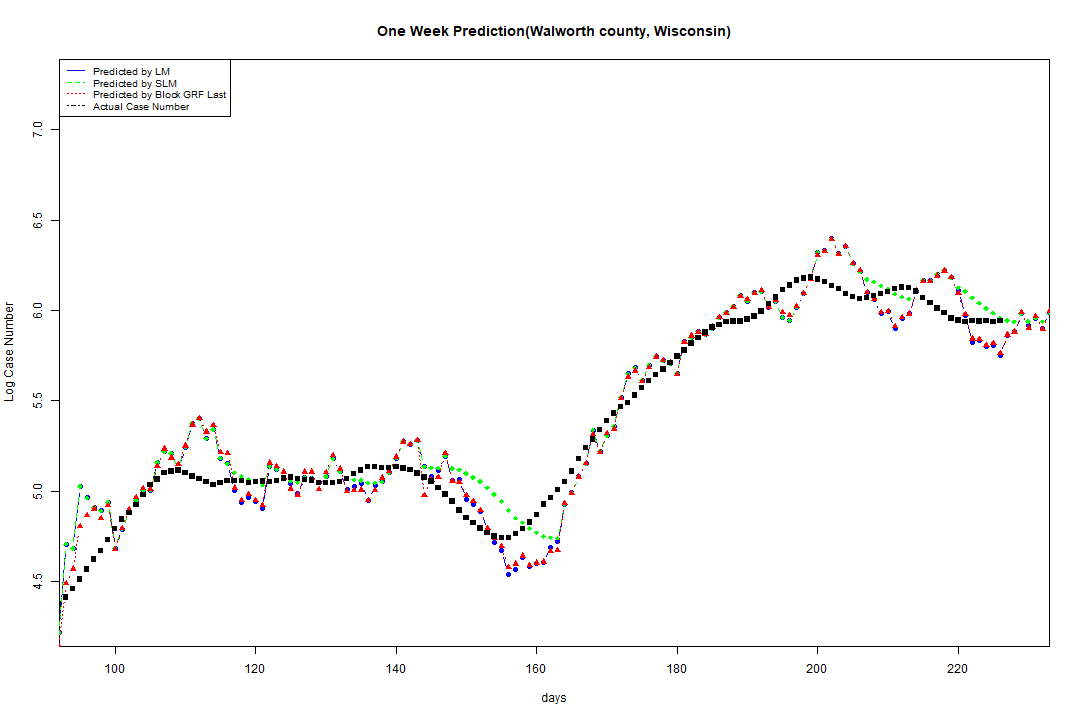 One Week Prediction(Walworth county, Wisconsin)
Predicted by LM
Predicted by SLM
Predicted by Block GRF Last
Actual Case Number
7.0
6.5
6.0
5.5
5.0
4.5
Log Case Number
100 120 140 160 180 200 220
days